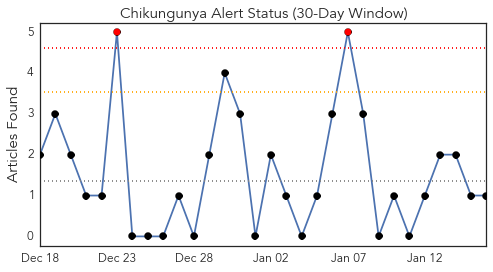 Chikungunya Alert Status (30-Day Window)
Articles Found
5
4
3
2
1
0
Dec 18 Dec 23 Dec 28 Jan 02 Jan 07 Jan 12